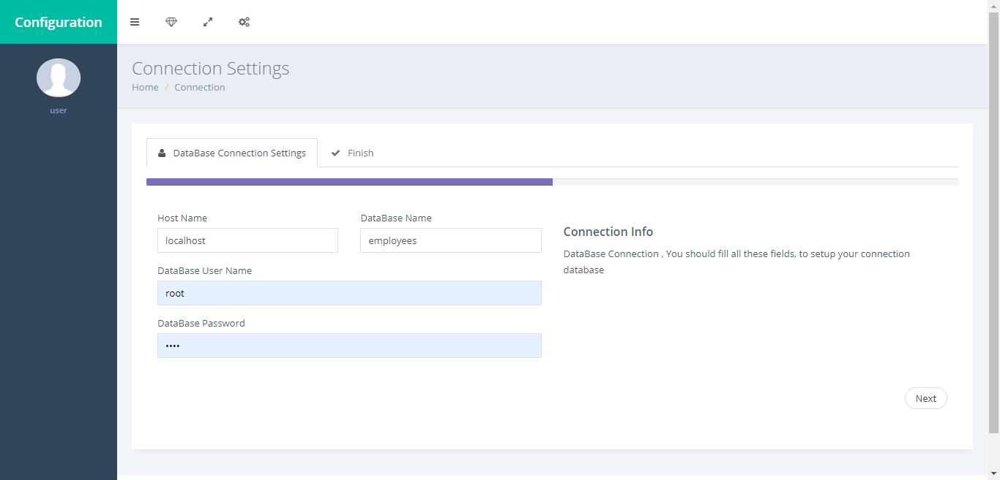 Configuration
user
Connection Settings
Home / Connection
DataBase Connection Settings
Finish
Host Name
DataBase Name
localhost
employees
DataBase User Name
root
DataBase Password
••••
Connection Info
DataBase Connection , You should fill all these fields, to setup your connection
database
Next